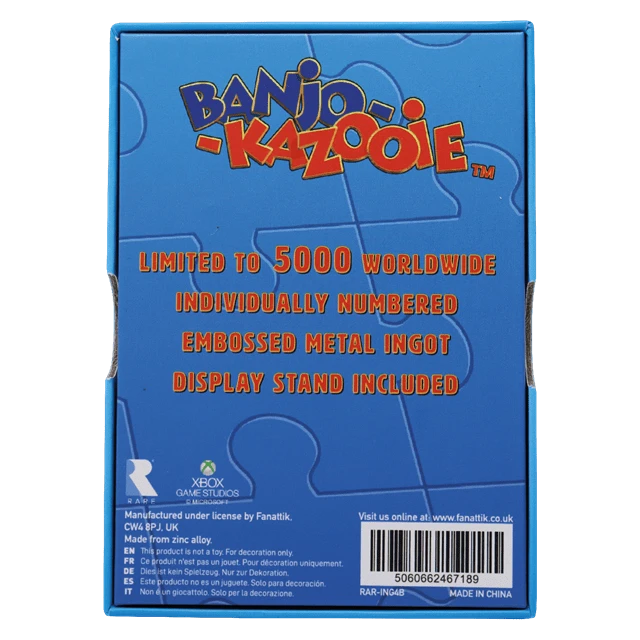 BANJO-
-KAZOOIE™
LIMITED TO 5000 WORLDWIDE
INDIVIDUALLY NUMBERED
EMBOSSED METAL INGOT
DISPLAY STAND INCLUDED
R
RARE
XBOX
GAME STUDIOS
© MICROSOFT
Manufactured under license by Fanattik,
CW4 8PJ, UK
Made from zinc alloy.
EN This product is not a toy. For decoration only.
FR Ce produit n'est pas un jouet. Pour décoration uniquement.
DE Dies ist kein Spielzeug. Nur zur Dekoration.
ES Este producto no es un juguete. Solo para decoración.
IT Non è un giocattolo. Solo per la decorazione.
Visit us online at: www.fanattik.co.uk
5060662467189
RAR-ING4B MADE IN CHINA